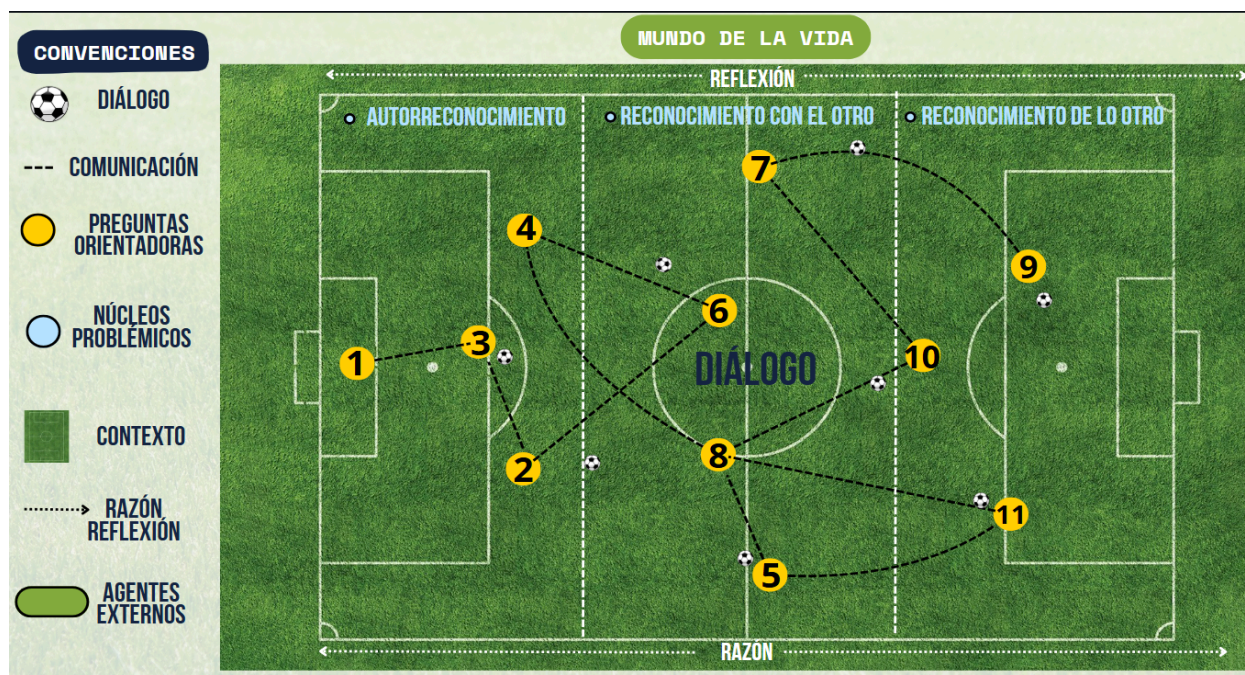 CONVENCIONES
DIÁLOGO
COMUNICACIÓN
PREGUNTAS
ORIENTADORAS
NÚCLEOS
PROBLÉMICOS
CONTEXTO
RAZÓN
REFLEXIÓN
AGENTES
EXTERNOS
MUNDO DE LA VIDA
REFLEXIÓN
AUTORRECONOCIMIENTO
RECONOCIMIENTO CON EL OTRO
RECONOCIMIENTO DE LO OTRO
7
4
9
6
3
1
10
DIÁLOGO
8
2
11
5
RAZÓN